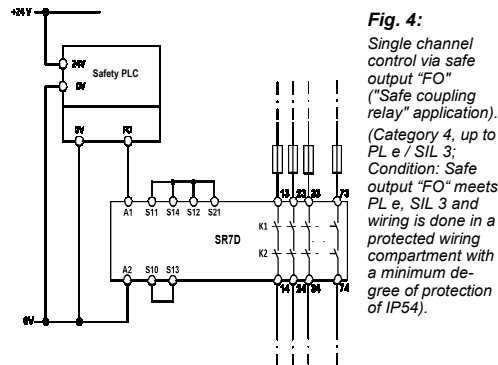 +24 V
24V
0V
Safety PLC
0V
FO
A1
S11
S14
S12
S21
13
23
33
73
SR7D
K1
K2
A2
S10
S13
14
24
34
74
0V
Fig. 4:
Single channel
control via safe
output "FO"
("Safe coupling
relay" application).
(Category 4, up to
PL e / SIL 3;
Condition: Safe
output "FO" meets
PL e, SIL 3 and
wiring is done in a
protected wiring
compartment with
a minimum de-
gree of protection
of IP54).